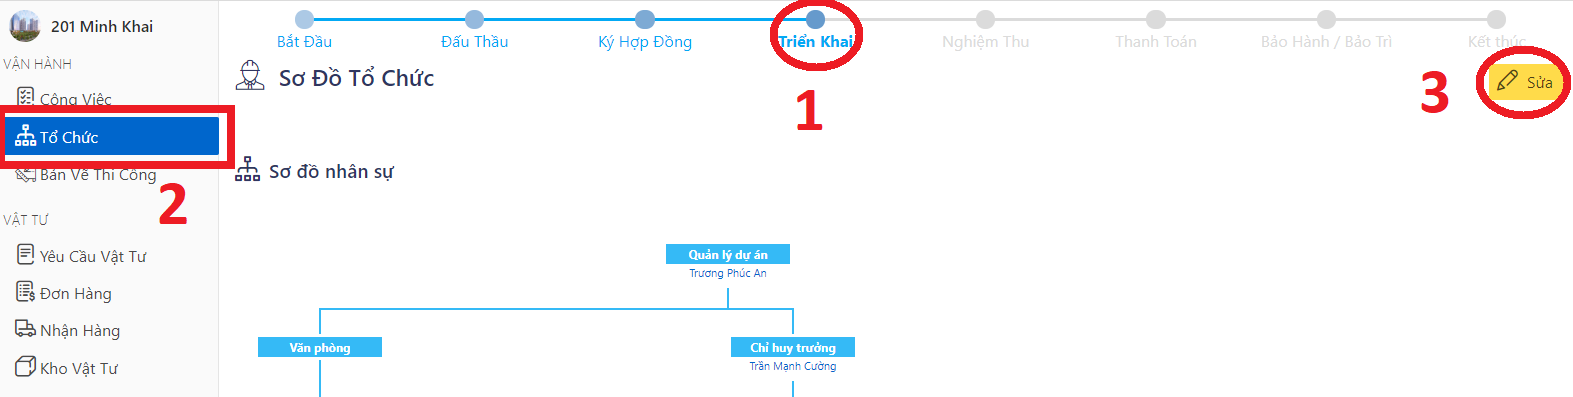 201 Minh Khai
Bắt Đầu
Đấu Thầu
Ký Hợp Đồng
Triển Khai
Nghiệm Thu
Thanh Toán
Bảo Hành / Bảo Trì
Kết thúc
1
VẬN HÀNH
Công Việc
Tổ Chức
Bản Vẽ Thi Công
2
VẬT TƯ
Yêu Cầu Vật Tư
Đơn Hàng
Nhận Hàng
Kho Vật Tư
Sơ Đồ Tổ Chức
3
Sửa
Sơ đồ nhân sự
Quản lý dự án
Trương Phúc An
Văn phòng
Chỉ huy trưởng
Trần Mạnh Cường